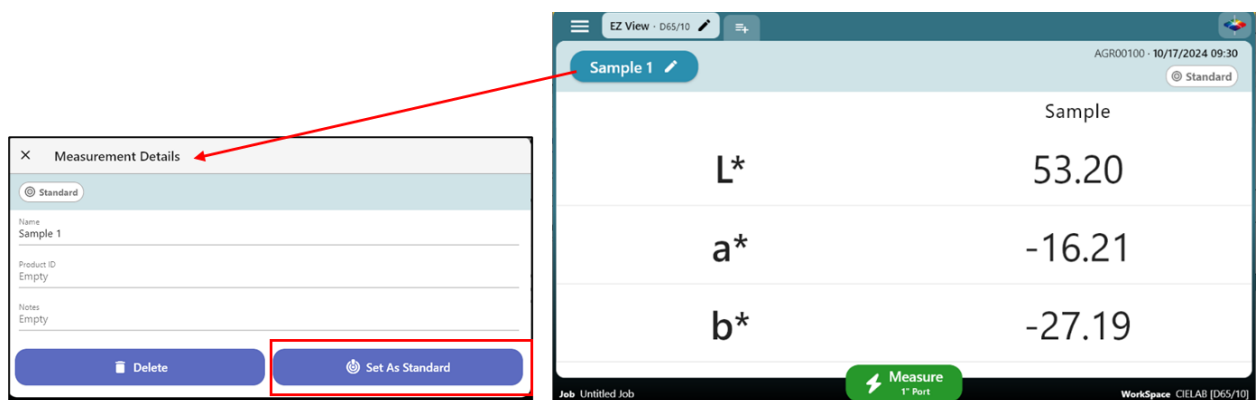 EZ View · D65/10
Sample 1
AGR00100 - 10/17/2024 09:30
Standard
Sample
L* 53.20
a* -16.21
b* -27.19
Measure
1" Port
Job Untitled Job
WorkSpace CIELAB [D65/10]
Measurement Details
Standard
Name
Sample 1
Product ID
Empty
Notes
Empty
Delete
Set As Standard